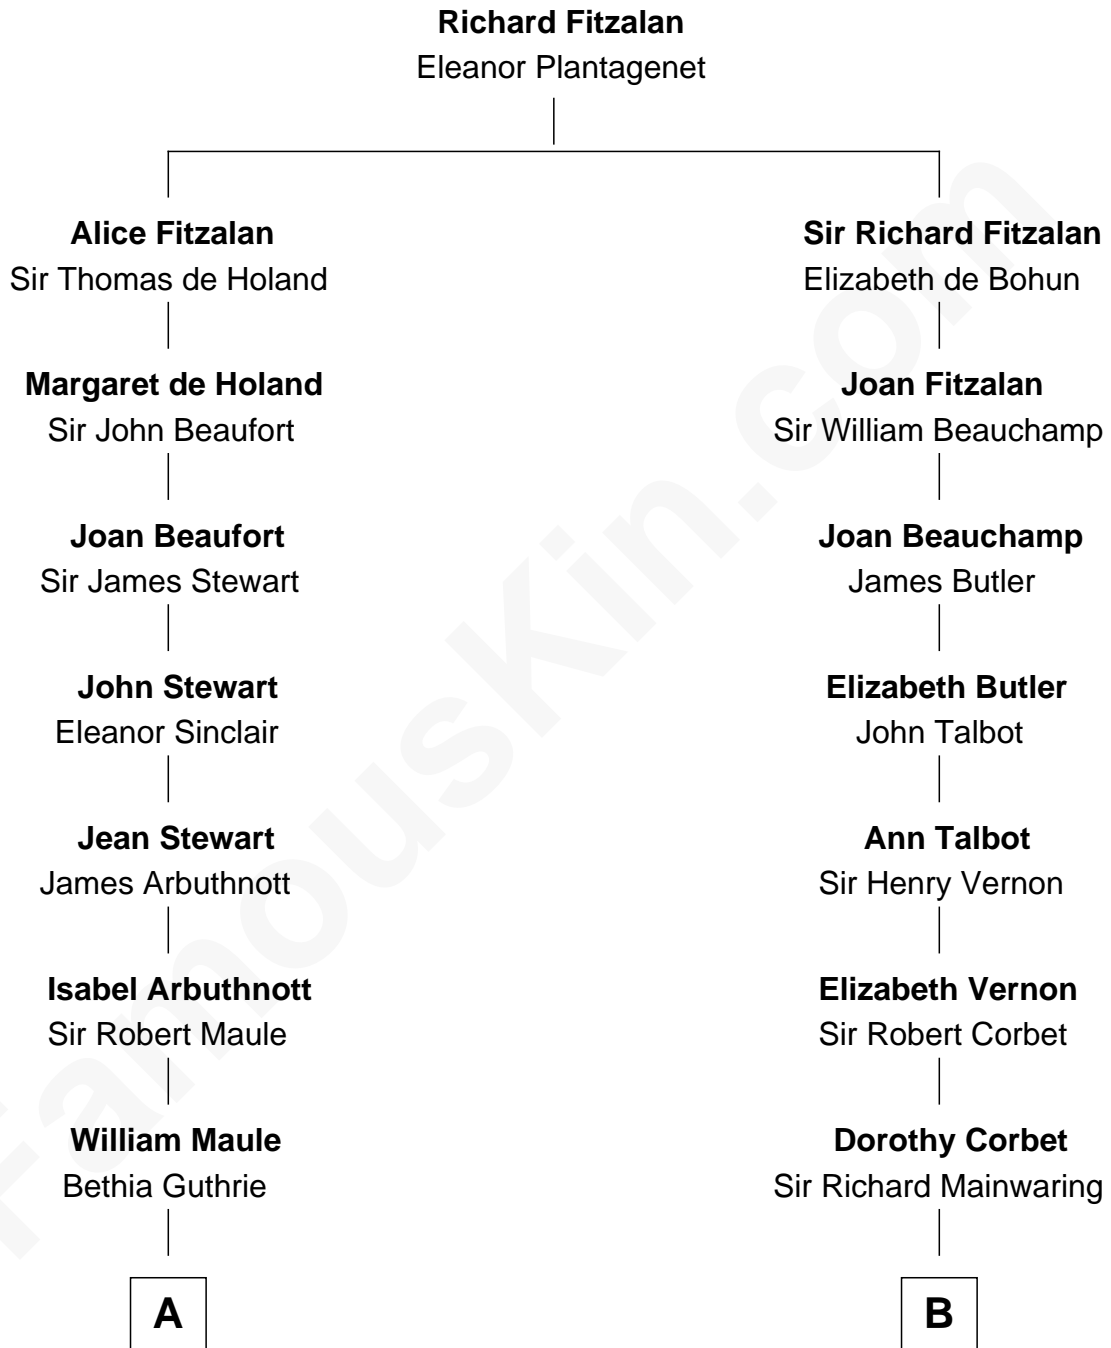 Richard Fitzalan
Eleanor Plantagenet
Alice Fitzalan
Sir Thomas de Holand
Sir Richard Fitzalan
Elizabeth de Bohun
Margaret de Holand
Sir John Beaufort
Joan Fitzalan
Sir William Beauchamp
Joan Beaufort
Sir James Stewart
Joan Beauchamp
James Butler
John Stewart
Eleanor Sinclair
Elizabeth Butler
John Talbot
Jean Stewart
James Arbuthnott
Ann Talbot
Sir Henry Vernon
Isabel Arbuthnott
Sir Robert Maule
Elizabeth Vernon
Sir Robert Corbet
William Maule
Bethia Guthrie
Dorothy Corbet
Sir Richard Mainwaring
A
B
FamousKin.com